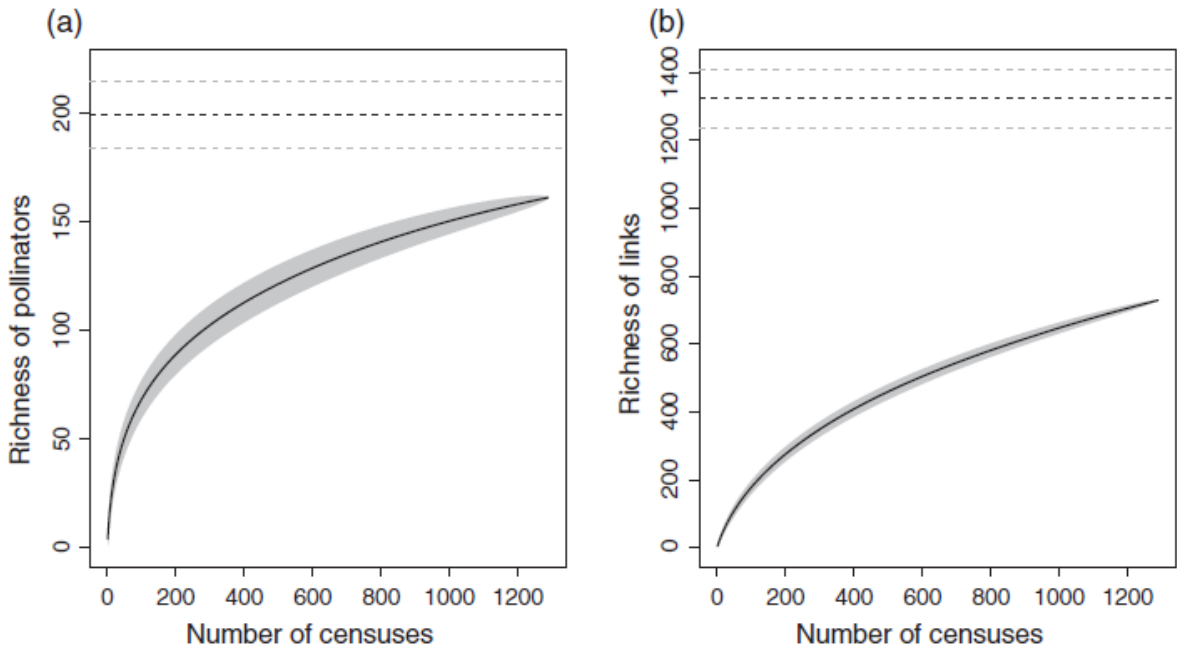 (a)
Richness of pollinators
200
150
100
50
0
0 200 400 600 800 1000 1200
Number of censuses
(b)
Richness of links
1400
1200
1000
800
600
400
200
0
0 200 400 600 800 1000 1200
Number of censuses